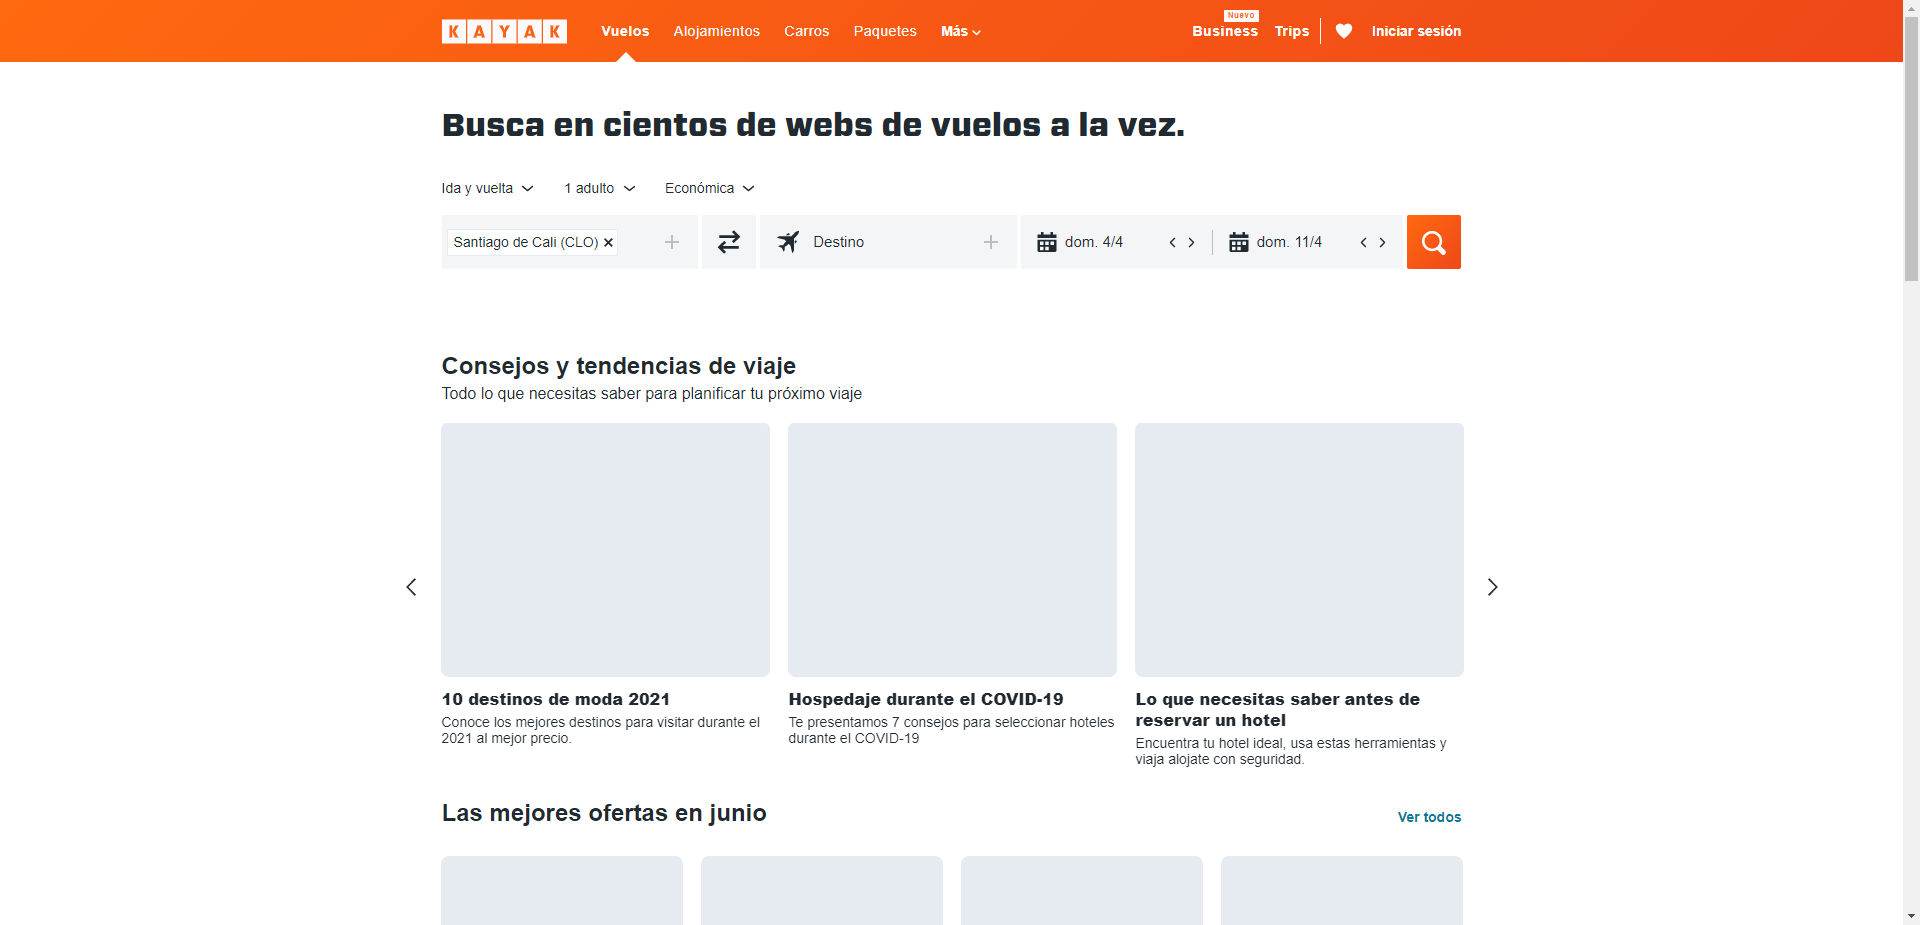 KAYAK
Vuelos
Alojamientos
Carros
Paquetes
Más
Nuevo
Business
Trips
Iniciar sesión
Busca en cientos de webs de vuelos a la vez.
Ida y vuelta
1 adulto
Económica
Santiago de Cali (CLO)
Destino
dom. 4/4
dom. 11/4
Consejos y tendencias de viaje
Todo lo que necesitas saber para planificar tu próximo viaje
10 destinos de moda 2021
Conoce los mejores destinos para visitar durante el
2021 al mejor precio.
Hospedaje durante el COVID-19
Te presentamos 7 consejos para seleccionar hoteles
durante el COVID-19
Lo que necesitas saber antes de
reservar un hotel
Encuentra tu hotel ideal, usa estas herramientas y
viaja alojate con seguridad.
Las mejores ofertas en junio
Ver todos